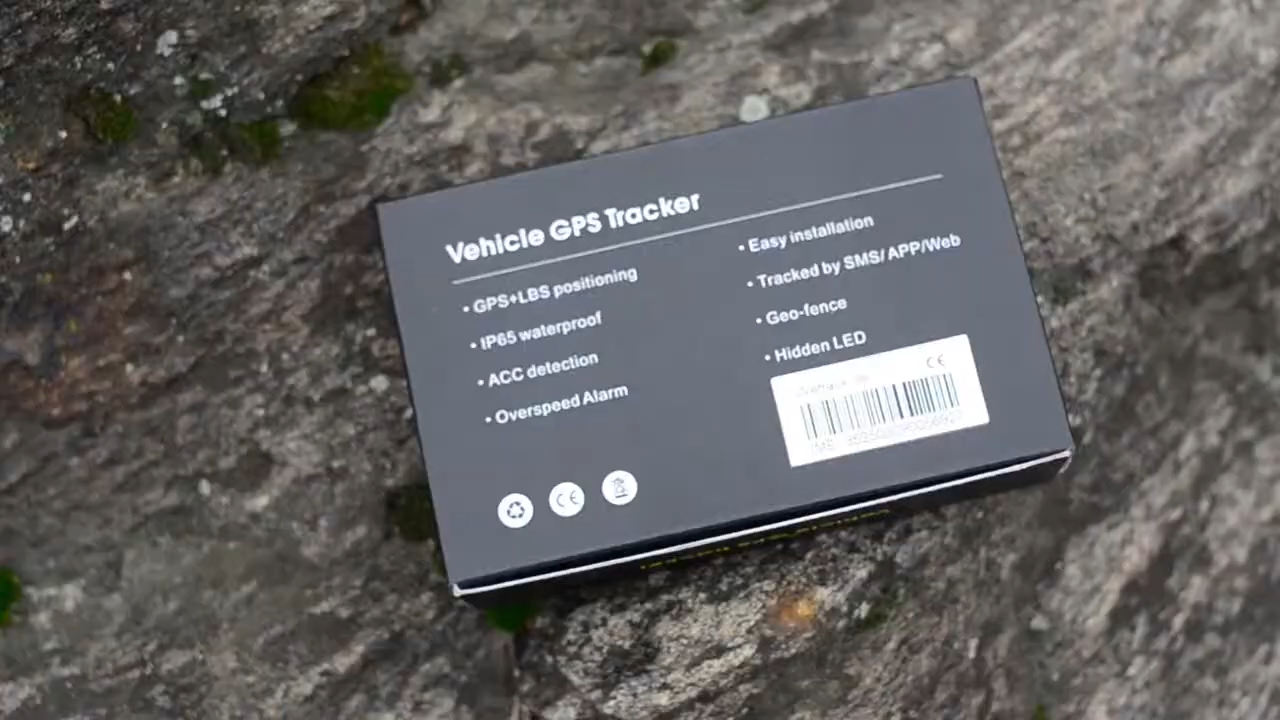 Vehicle GPS Tracker
• GPS+LBS positioning
• IP65 waterproof
• ACC detection
• Overspeed Alarm
• Easy installation
• Tracked by SMS/ APP/Web
• Geo-fence
• Hidden LED
CE
CE